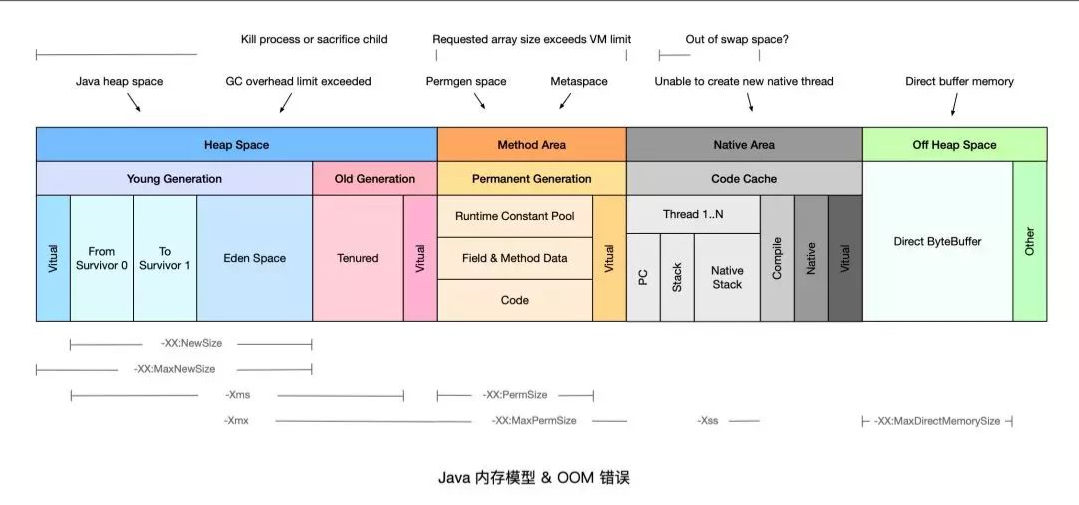 Kill process or sacrifice child
Requested array size exceeds VM limit
Out of swap space?
Java heap space
GC overhead limit exceeded
Permgen space
Metaspace
Unable to create new native thread
Direct buffer memory
Heap Space
Method Area
Native Area
Off Heap Space
Young Generation
Old Generation
Permanent Generation
Code Cache
Vitual
From
Survivor 0
To
Survivor 1
Eden Space
Tenured
Vitual
Runtime Constant Pool
Field & Method Data
Code
Vitual
Thread 1..N
PC
Stack
Native
Stack
Compile
Native
Vitual
Direct ByteBuffer
Other
-XX:NewSize
-XX:MaxNewSize
-Xms
-XX:PermSize
-Xmx
-XX:MaxPermSize
-Xss
-XX:MaxDirectMemorySize
Java 内存模型 & OOM 错误